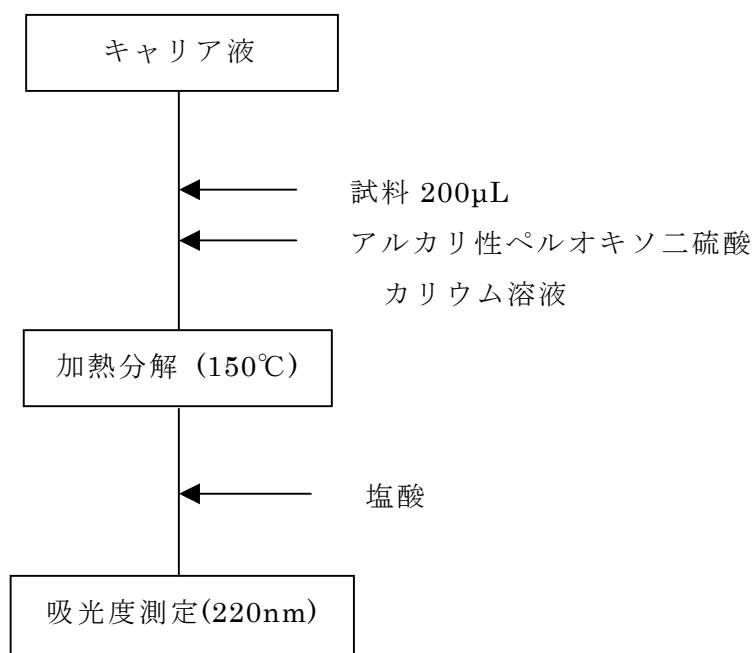 キャリア液
試料 200µL
アルカリ性ペルオキソ二硫酸
カリウム溶液
加熱分解 (150℃)
塩酸
吸光度測定(220nm)